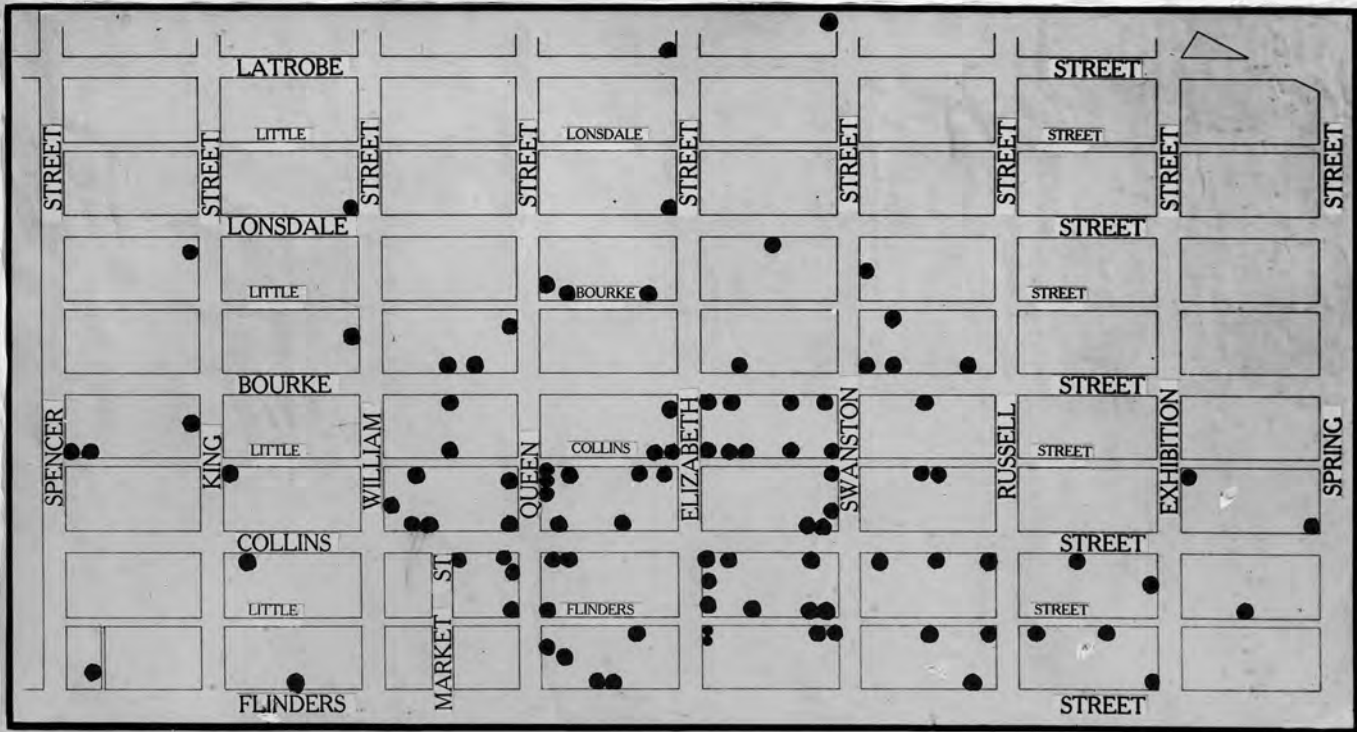 LATROBE STREET
LITTLE LONSDALE STREET
STREET STREET STREET STREET STREET STREET STREET STREET STREET
LONSDALE STREET
LITTLE BOURKE STREET
BOURKE STREET
SPENCER KING WILLIAM QUEEN ELIZABETH SWANSTON RUSSELL EXHIBITION SPRING
LITTLE COLLINS STREET
COLLINS STREET
MARKET ST
LITTLE FLINDERS STREET
FLINDERS STREET